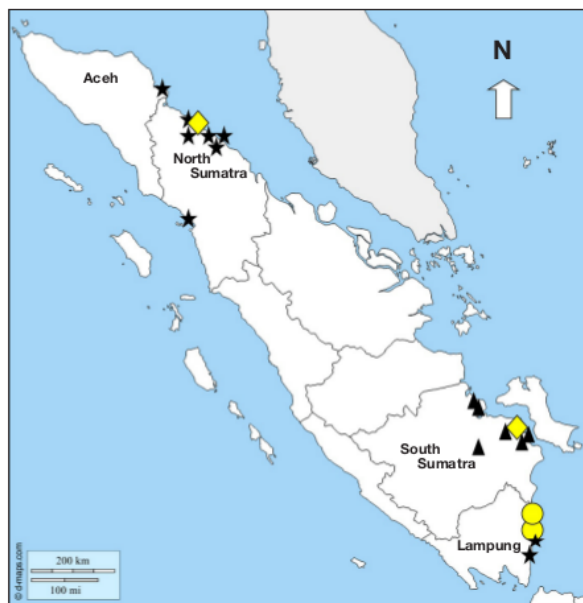 N
Aceh
North
Sumatra
South
Sumatra
Lampung
200 km
100 mi
© d-maps.com